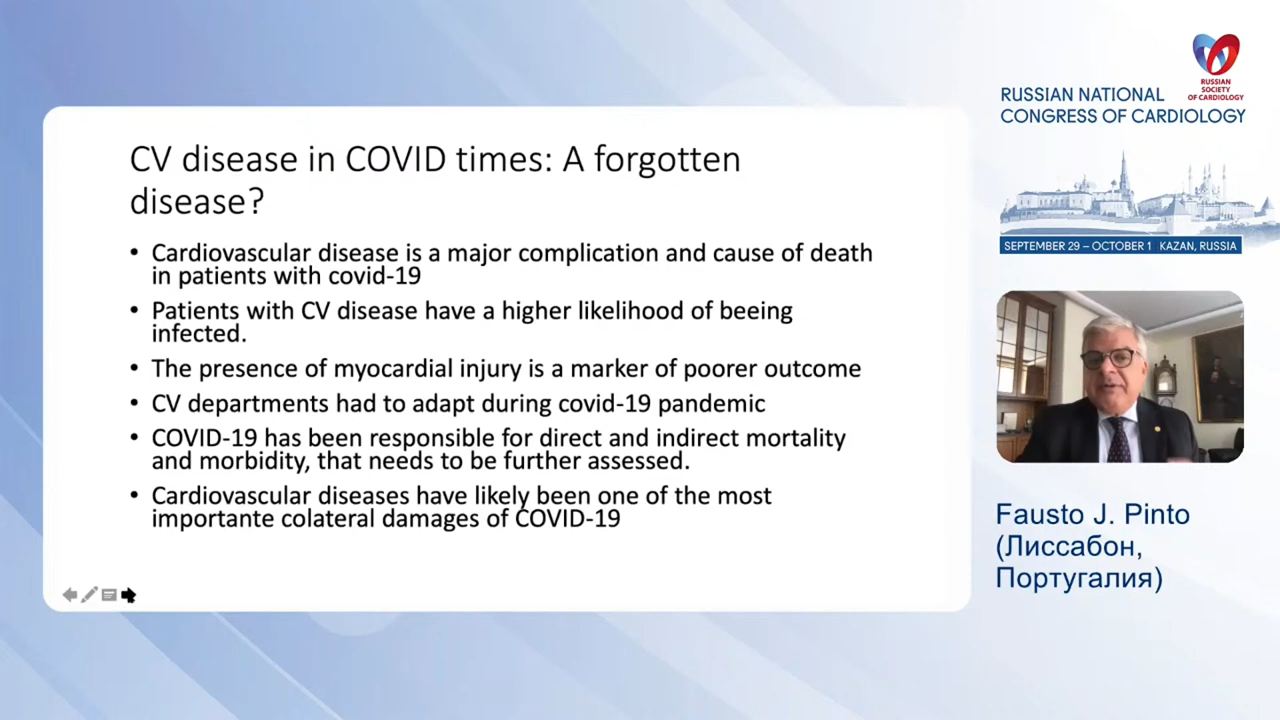 CV disease in COVID times: A forgotten
disease?
• Cardiovascular disease is a major complication and cause of death
in patients with covid-19
• Patients with CV disease have a higher likelihood of beeing
infected.
• The presence of myocardial injury is a marker of poorer outcome
• CV departments had to adapt during covid-19 pandemic
• COVID-19 has been responsible for direct and indirect mortality
and morbidity, that needs to be further assessed.
• Cardiovascular diseases have likely been one of the most
importante colateral damages of COVID-19
RUSSIAN
SOCIETY
OF CARDIOLOGY
RUSSIAN NATIONAL
CONGRESS OF CARDIOLOGY
SEPTEMBER 29 – OCTOBER 1 KAZAN, RUSSIA
Fausto J. Pinto
(Лиссабон,
Португалия)